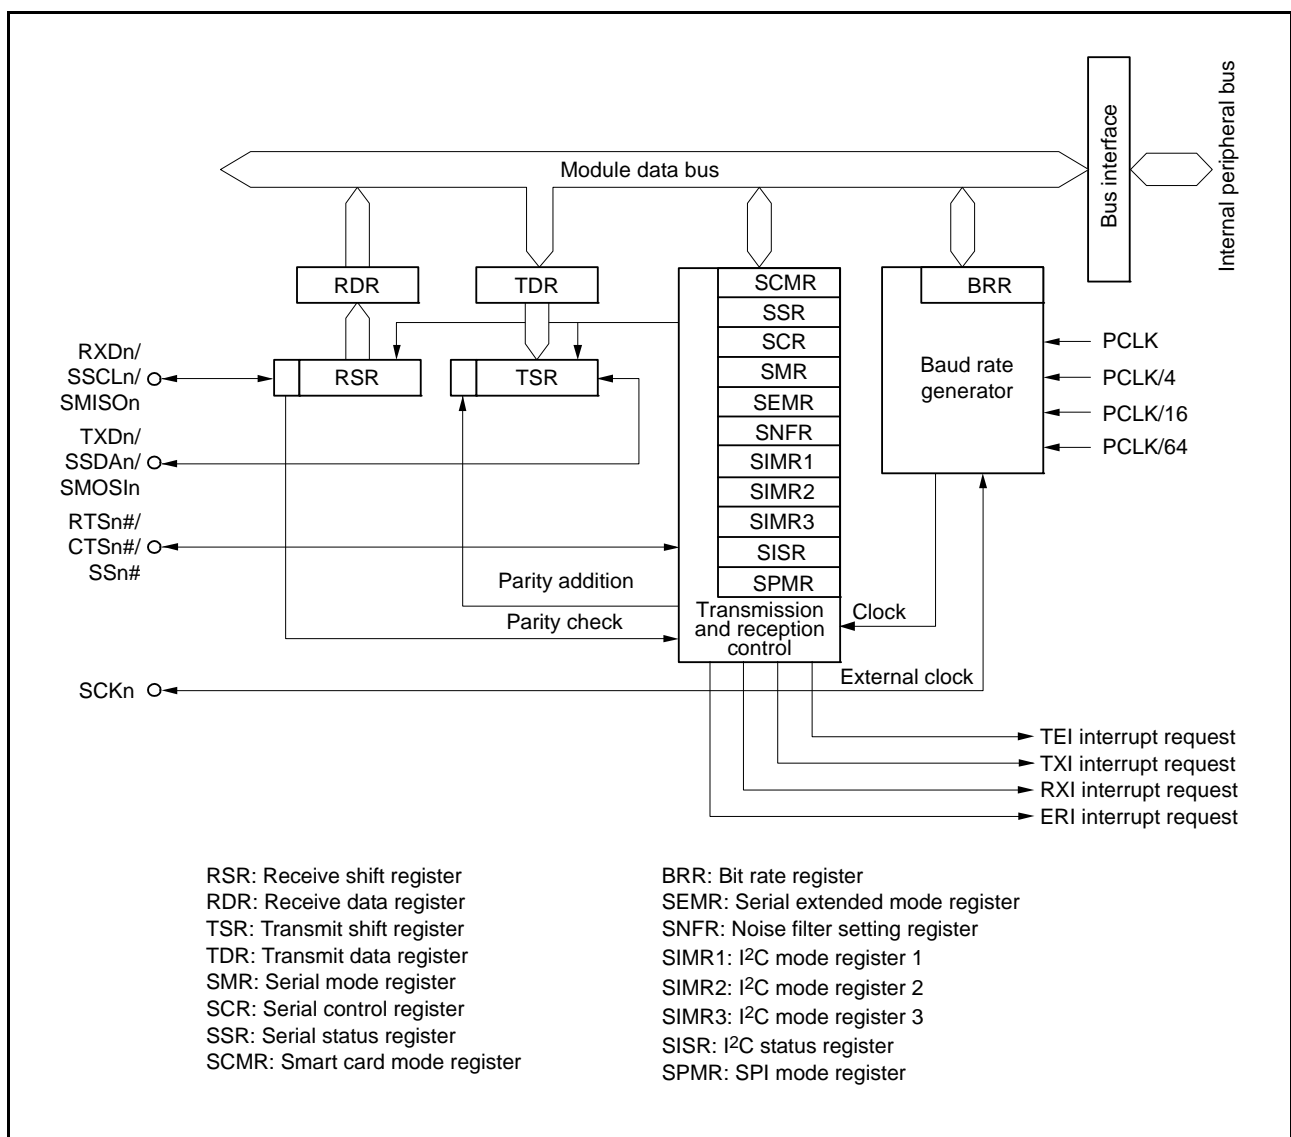 Module data bus
Bus interface
Internal peripheral bus
RDR
TDR
SCMR
SSR
SCR
SMR
SEMR
SNFR
SIMR1
SIMR2
SIMR3
SISR
SPMR
Transmission
and reception
control
BRR
Baud rate
generator
PCLK
PCLK/4
PCLK/16
PCLK/64
RSR
TSR
RXDn/
SSCLn/
SMISOn
TXDn/
SSDAn/
SMOSIn
RTSn#/
CTSn#/
SSn#
Parity addition
Parity check
Clock
SCKn
External clock
TEI interrupt request
TXI interrupt request
RXI interrupt request
ERI interrupt request
RSR: Receive shift register
RDR: Receive data register
TSR: Transmit shift register
TDR: Transmit data register
SMR: Serial mode register
SCR: Serial control register
SSR: Serial status register
SCMR: Smart card mode register
BRR: Bit rate register
SEMR: Serial extended mode register
SNFR: Noise filter setting register
SIMR1: I²C mode register 1
SIMR2: I²C mode register 2
SIMR3: I²C mode register 3
SISR: I²C status register
SPMR: SPI mode register